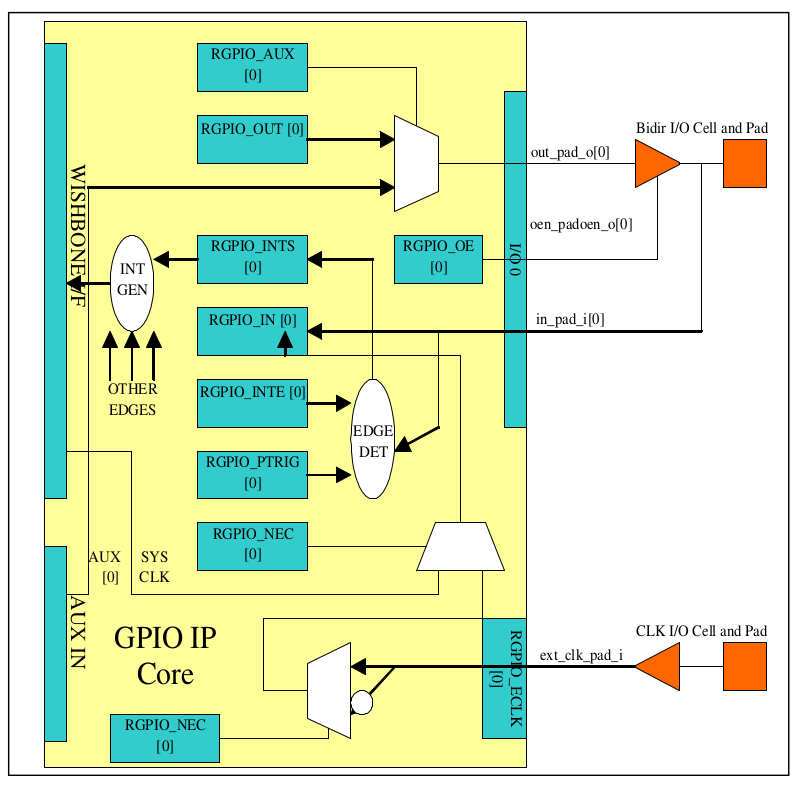 RGPIO_AUX
[0]
RGPIO_OUT [0]
Bidir I/O Cell and Pad
out_pad_o[0]
WISHBONE I/F
oen_padoen_o[0]
RGPIO_INTS
[0]
RGPIO_OE
[0]
I/O 0
INT
GEN
RGPIO_IN [0]
in_pad_i[0]
OTHER
EDGES
RGPIO_INTE [0]
EDGE
DET
RGPIO_PTRIG
[0]
RGPIO_NEC
[0]
AUX
[0]
SYS
CLK
AUX IN
GPIO IP
Core
RGPIO_ECLK
[0]
CLK I/O Cell and Pad
ext_clk_pad_i
RGPIO_NEC
[0]